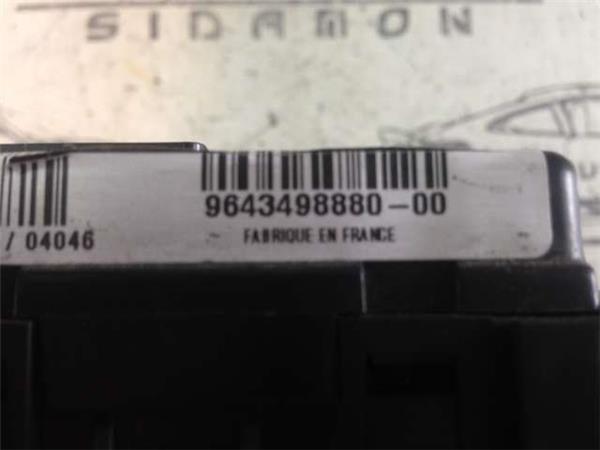 SIDAMON
9643498880-00
/ 04046
~ FABRIQUE EN FRANCE ~